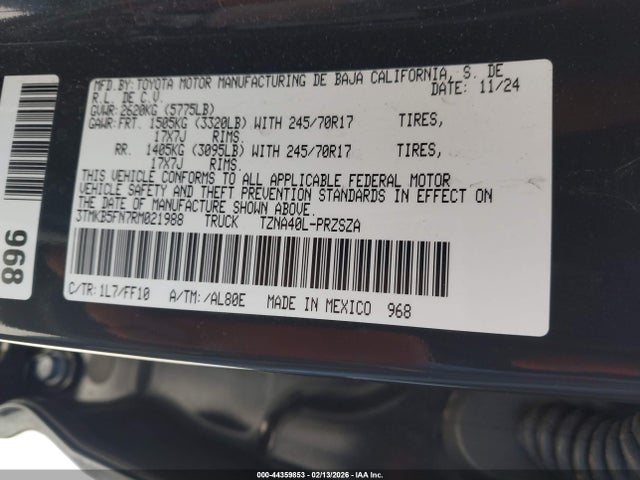 MFD.BY:TOYOTA MOTOR MANUFACTURING DE BAJA CALIFORNIA, S. DE
R.L. DE C.V. DATE: 11/24
GVWR:2620KG (5775LB)
GAWR:FRT. 1505KG (3320LB) WITH 245/70R17 TIRES,
17X7J RIMS
RR. 1405KG (3095LB) WITH 245/70R17 TIRES,
17X7J RIMS
THIS VEHICLE CONFORMS TO ALL APPLICABLE FEDERAL MOTOR
VEHICLE SAFETY AND THEFT PREVENTION STANDARDS IN EFFECT ON
THE DATE OF MANUFACTURE SHOWN ABOVE.
3TMKB5FN7RM021988 TRUCK TZNA40L-PRZSZA
C/TR: 1L7/FF10 A/TM: /AL80E MADE IN MEXICO 968
968
000-44359853 - 02/13/2026 - IAA Inc.